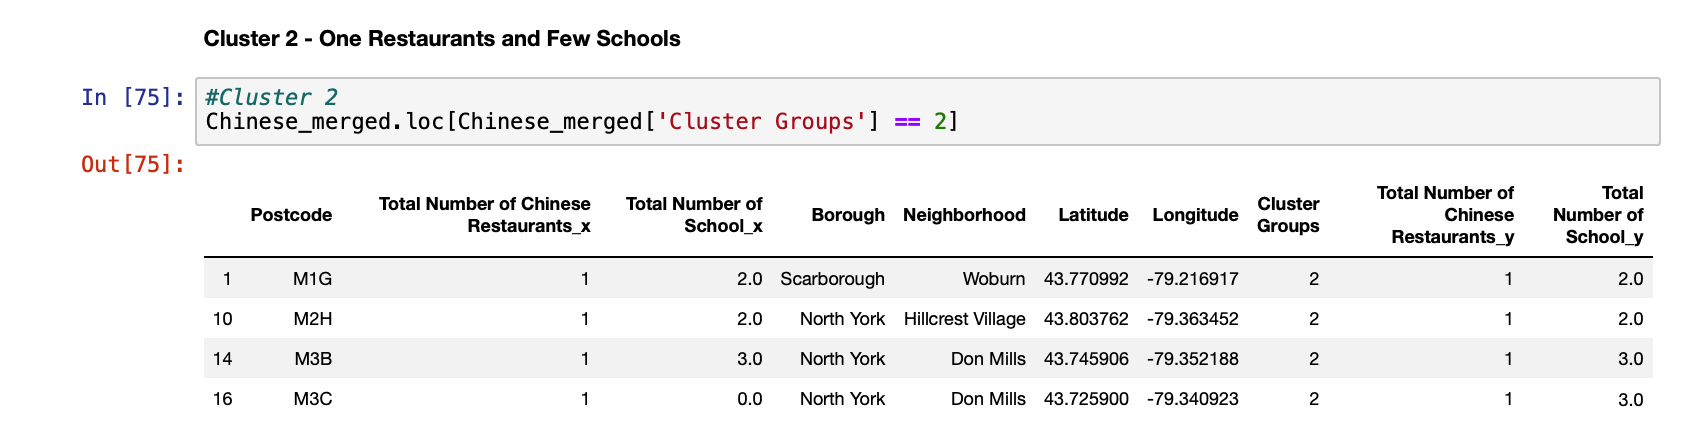 Cluster 2 - One Restaurants and Few Schools
In [75]: #Cluster 2
Chinese_merged.loc[Chinese_merged['Cluster Groups'] == 2]
Out[75]:
Postcode Total Number of Chinese Restaurants_x Total Number of School_x Borough Neighborhood Latitude Longitude Cluster Groups Total Number of Chinese Restaurants_y Total Number of School_y
1 M1G 1 2.0 Scarborough Woburn 43.770992 -79.216917 2 1 2.0
10 M2H 1 2.0 North York Hillcrest Village 43.803762 -79.363452 2 1 2.0
14 M3B 1 3.0 North York Don Mills 43.745906 -79.352188 2 1 3.0
16 M3C 1 0.0 North York Don Mills 43.725900 -79.340923 2 1 3.0